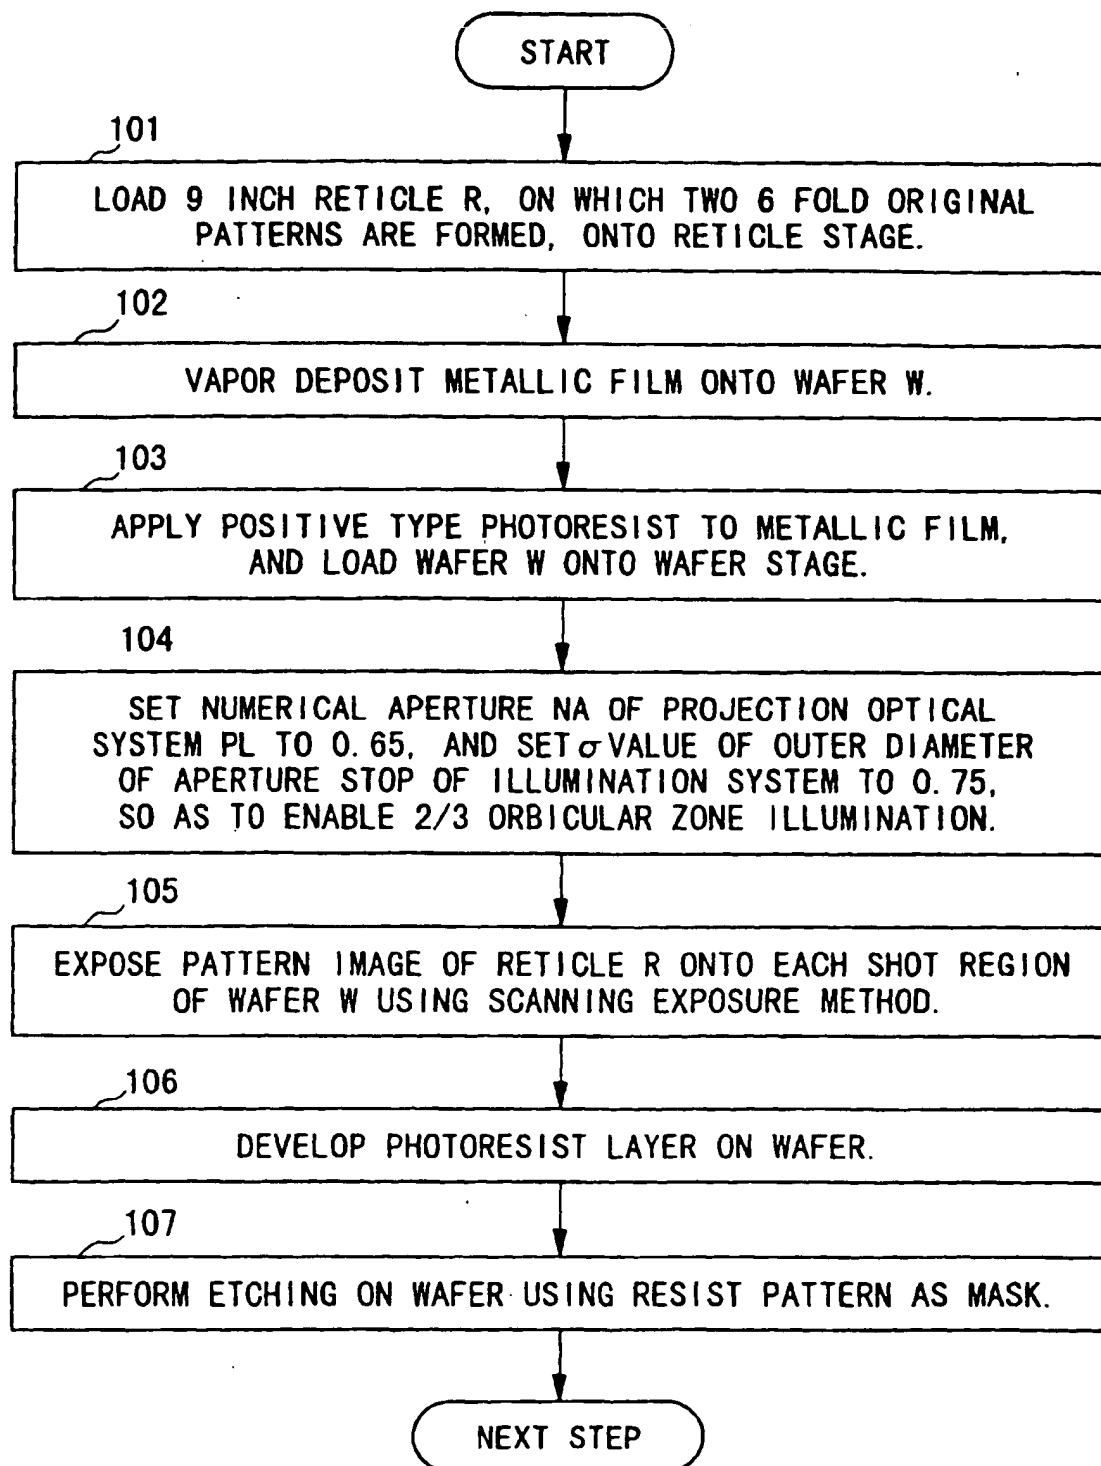 START
101
LOAD 9 INCH RETICLE R, ON WHICH TWO 6 FOLD ORIGINAL
PATTERNS ARE FORMED, ONTO RETICLE STAGE.
102
VAPOR DEPOSIT METALLIC FILM ONTO WAFER W.
103
APPLY POSITIVE TYPE PHOTORESIST TO METALLIC FILM,
AND LOAD WAFER W ONTO WAFER STAGE.
104
SET NUMERICAL APERTURE NA OF PROJECTION OPTICAL
SYSTEM PL TO 0.65, AND SET σ VALUE OF OUTER DIAMETER
OF APERTURE STOP OF ILLUMINATION SYSTEM TO 0.75,
SO AS TO ENABLE 2/3 ORBICULAR ZONE ILLUMINATION.
105
EXPOSE PATTERN IMAGE OF RETICLE R ONTO EACH SHOT REGION
OF WAFER W USING SCANNING EXPOSURE METHOD.
106
DEVELOP PHOTORESIST LAYER ON WAFER.
107
PERFORM ETCHING ON WAFER USING RESIST PATTERN AS MASK.
NEXT STEP